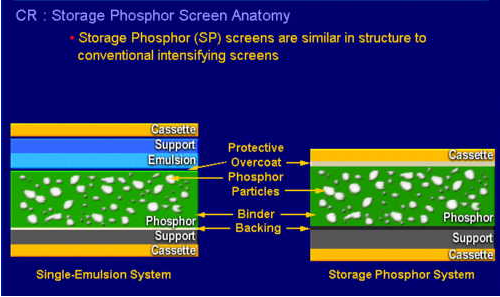 CR : Storage Phosphor Screen Anatomy
• Storage Phosphor (SP) screens are similar in structure to
conventional intensifying screens
Cassette
Support
Emulsion
Phosphor
Support
Cassette
Protective
Overcoat
Phosphor
Particles
Binder
Backing
Cassette
Phosphor
Support
Cassette
Single-Emulsion System
Storage Phosphor System